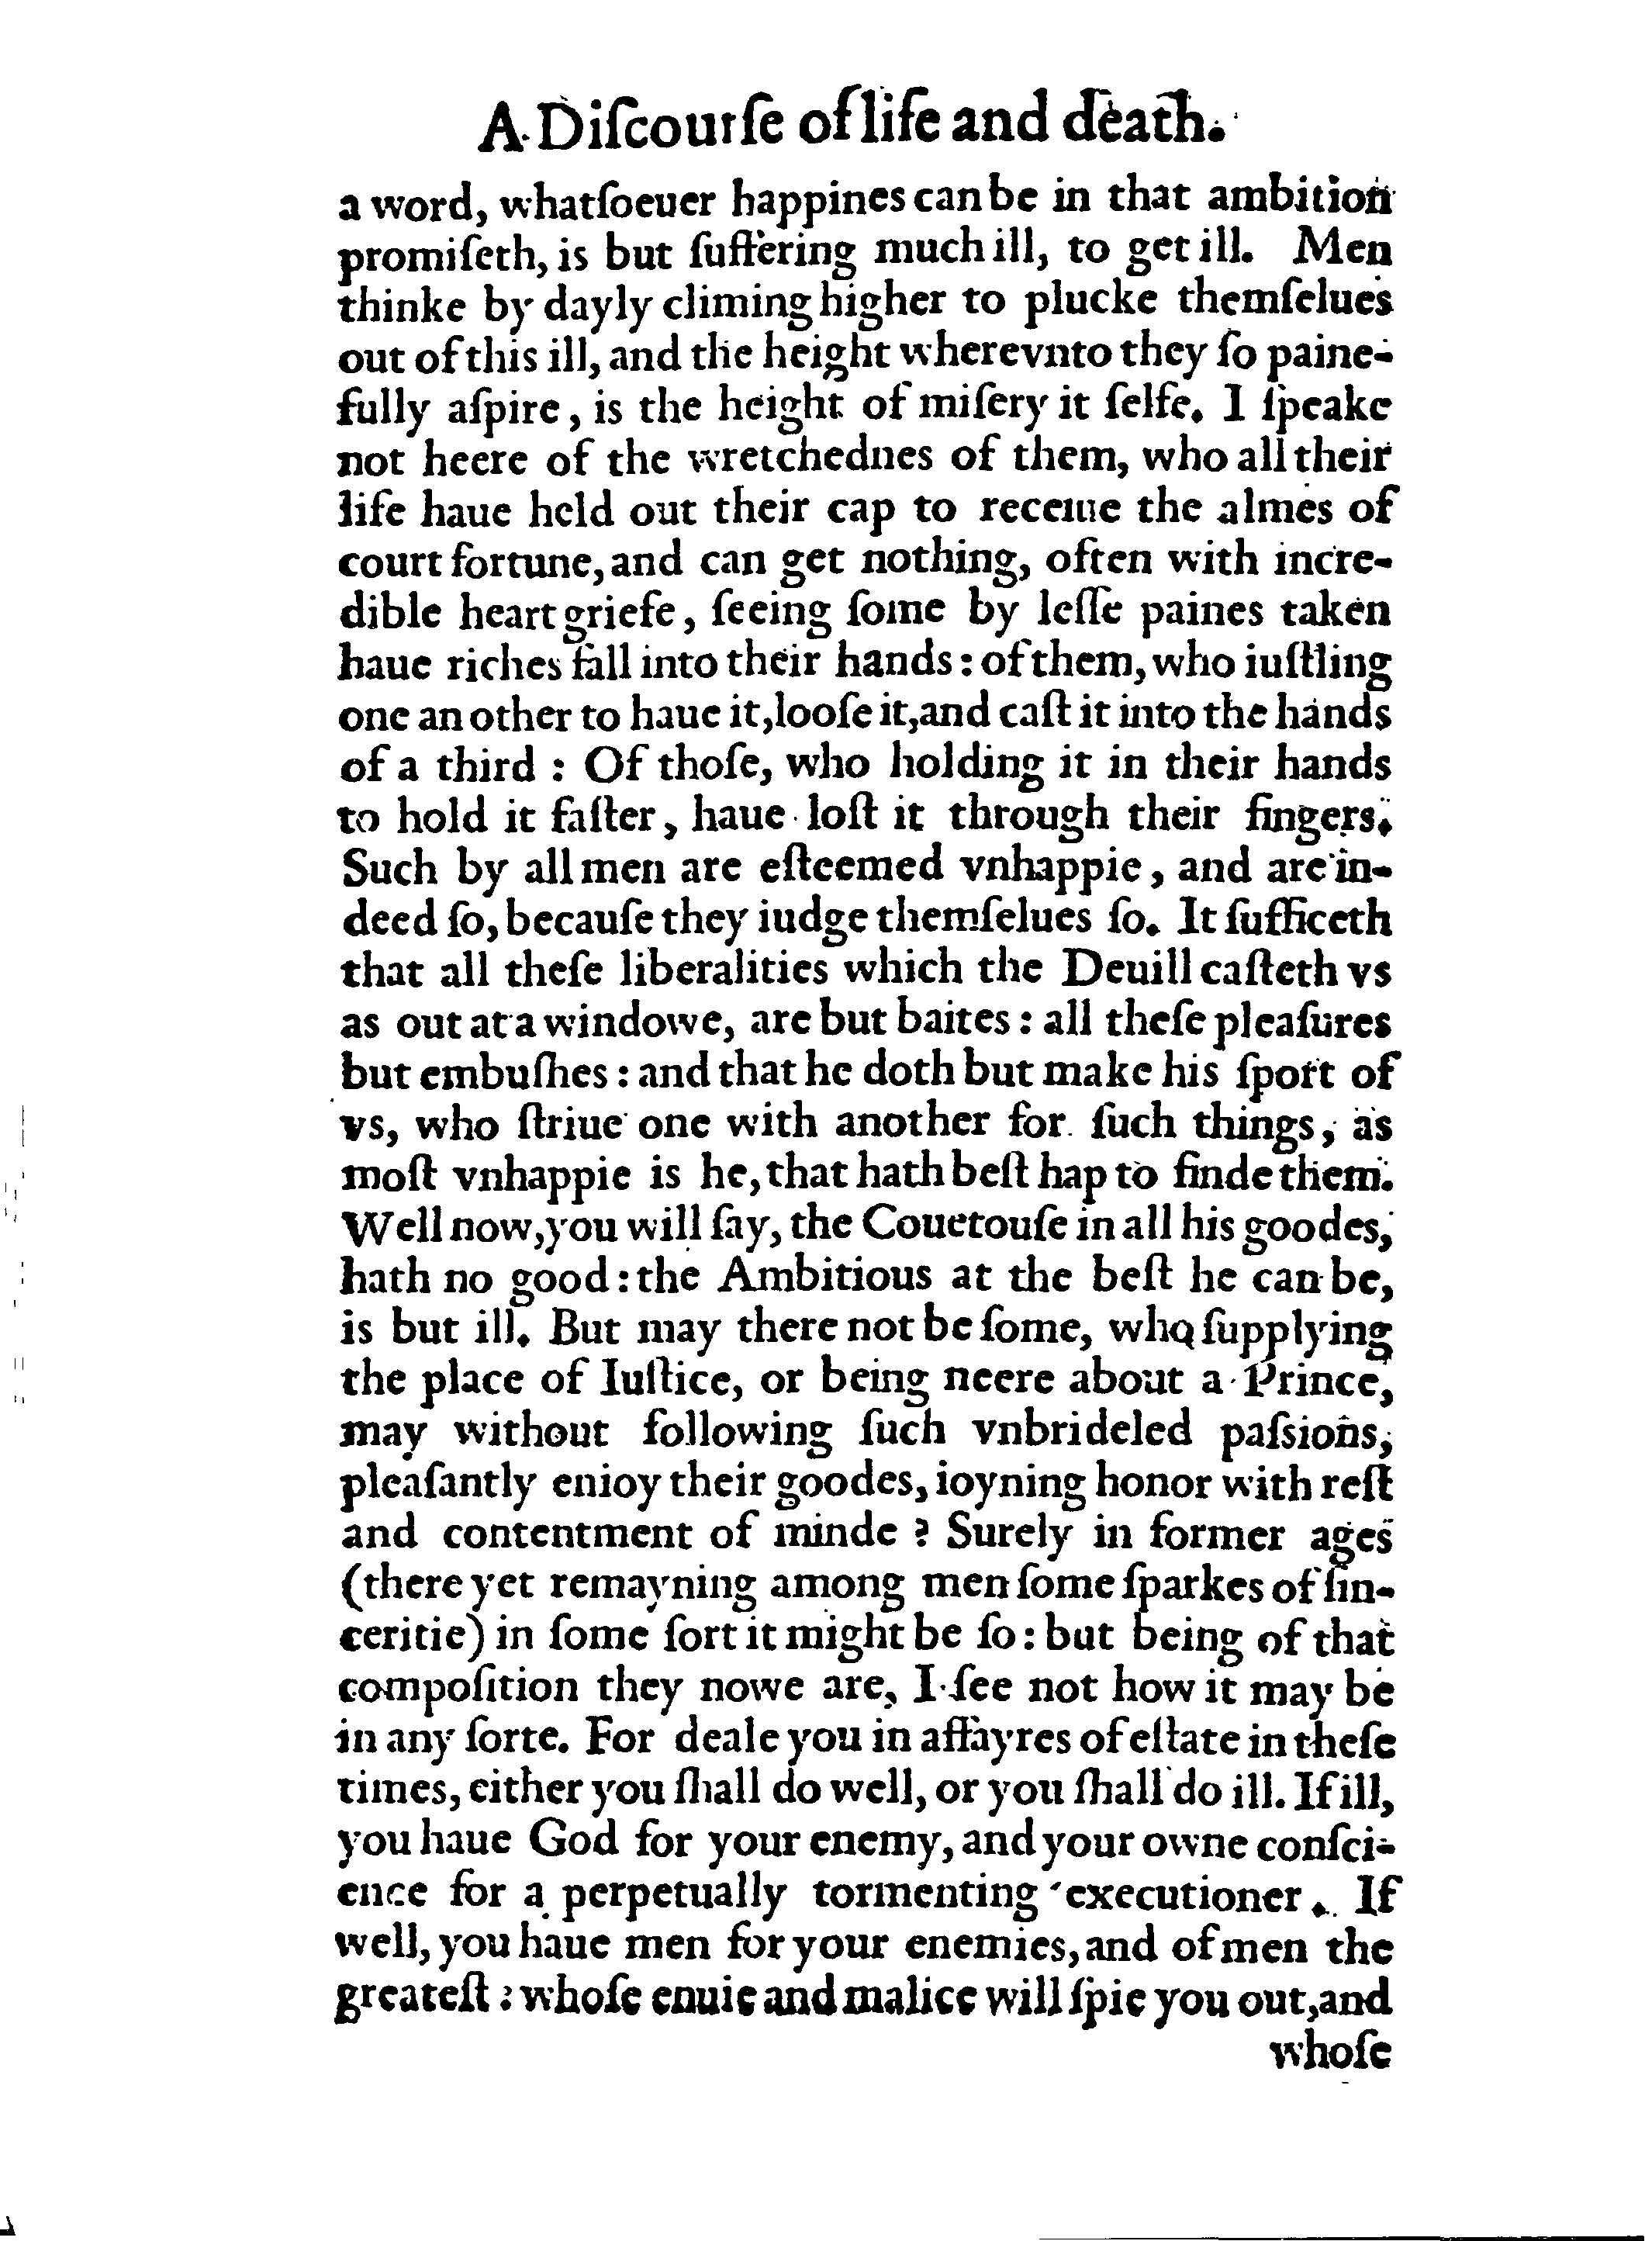 A Diſcourſe of life and death.
a word, whatſoeuer happines can be in that ambition
promiſeth, is but ſuffering much ill, to get ill. Men
thinke by dayly climing higher to plucke themſelues
out of this ill, and the height wherevnto they ſo paine-
fully aſpire, is the height of miſery it ſelfe. I ſpeake
not heere of the wretchednes of them, who all their
life haue held out their cap to receiue the almes of
court fortune, and can get nothing, often with incre-
dible heart griefe, ſeeing ſome by leſſe paines taken
haue riches fall into their hands: of them, who iuſtling
one an other to haue it, looſe it, and caſt it into the hands
of a third: Of thoſe, who holding it in their hands
to hold it faſter, haue loſt it through their fingers.
Such by all men are eſteemed vnhappie, and are in-
deed ſo, becauſe they iudge themſelues ſo. It ſufficeth
that all theſe liberalities which the Deuill caſteth vs
as out at a windowe, are but baites: all theſe pleaſures
but embuſhes: and that he doth but make his ſport of
vs, who ſtriue one with another for ſuch things, as
moſt vnhappie is he, that hath beſt hap to finde them.
Well now, you will ſay, the Couetouſe in all his goodes,
hath no good: the Ambitious at the beſt he can be,
is but ill. But may there not be ſome, who ſupplying
the place of Iuſtice, or being neere about a Prince,
may without following ſuch vnbrideled paſsions,
pleaſantly enioy their goodes, ioyning honor with reſt
and contentment of minde? Surely in former ages
(there yet remayning among men ſome ſparkes of ſin-
ceritie) in ſome ſort it might be ſo: but being of that
compoſition they nowe are, I ſee not how it may be
in any ſorte. For deale you in affayres of eſtate in theſe
times, either you ſhall do well, or you ſhall do ill. If ill,
you haue God for your enemy, and your owne conſci-
ence for a perpetually tormenting executioner. If
well, you haue men for your enemies, and of men the
greateſt: whoſe enuie and malice will ſpie you out, and
whoſe